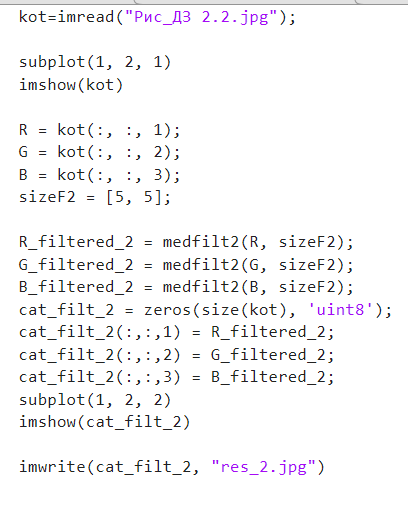 kot=imread("Рис_ДЗ 2.2.jpg");
subplot(1, 2, 1)
imshow(kot)
R = kot(:, :, 1);
G = kot(:, :, 2);
B = kot(:, :, 3);
sizeF2 = [5, 5];
R_filtered_2 = medfilt2(R, sizeF2);
G_filtered_2 = medfilt2(G, sizeF2);
B_filtered_2 = medfilt2(B, sizeF2);
cat_filt_2 = zeros(size(kot), 'uint8');
cat_filt_2(:,:,1) = R_filtered_2;
cat_filt_2(:,:,2) = G_filtered_2;
cat_filt_2(:,:,3) = B_filtered_2;
subplot(1, 2, 2)
imshow(cat_filt_2)
imwrite(cat_filt_2, "res_2.jpg")